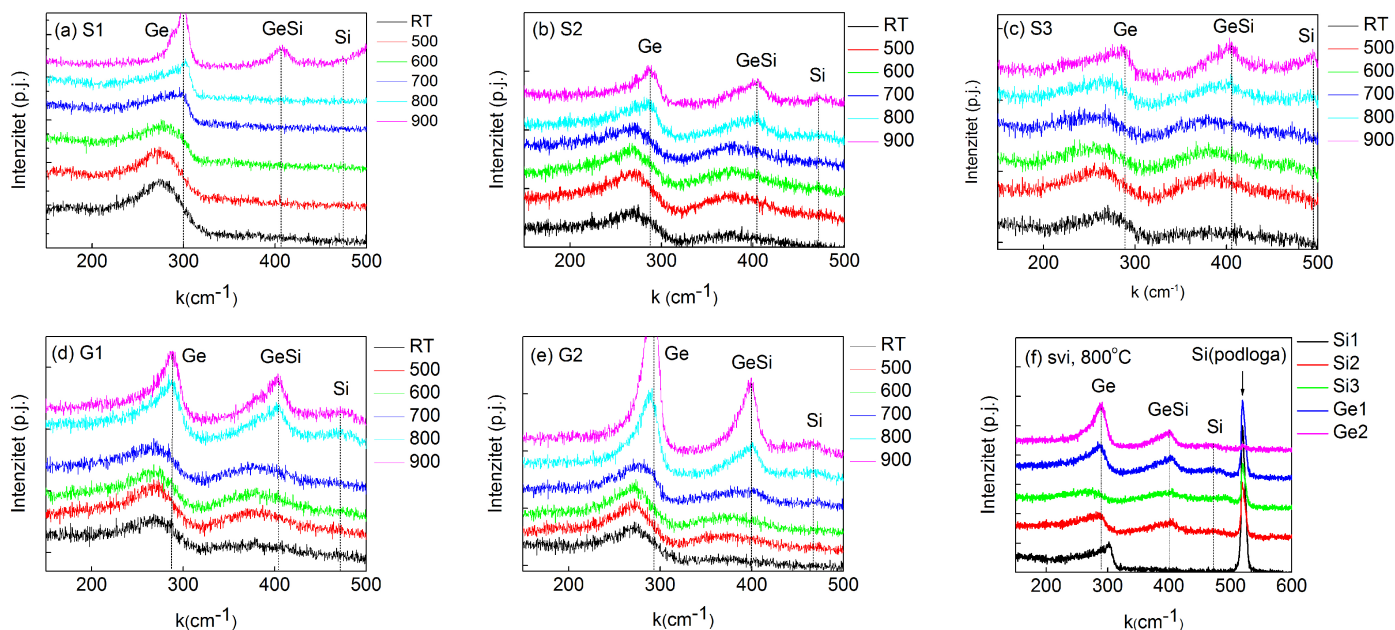 (a) S1
Ge
GeSi
Si
RT
500
600
700
800
900
Intenzitet (p.j.)
200
300
400
500
k(cm-1)
(b) S2
Ge
GeSi
Si
RT
500
600
700
800
900
Intenzitet (p.j.)
200
300
400
500
k(cm-1)
(c) S3
Ge
GeSi
Si
RT
500
600
700
800
900
Intenzitet (p.j.)
200
300
400
500
k (cm-1)
(d) G1
Ge
GeSi
Si
RT
500
600
700
800
900
Intenzitet (p.j.)
200
300
400
500
k(cm-1)
(e) G2
Ge
GeSi
Si
RT
500
600
700
800
900
Intenzitet (p.j.)
200
300
400
500
k(cm-1)
(f) svi, 800oC
Si(podloga)
Ge
GeSi
Si
Si1
Si2
Si3
Ge1
Ge2
Intenzitet (p.j.)
200
300
400
500
600
k(cm-1)